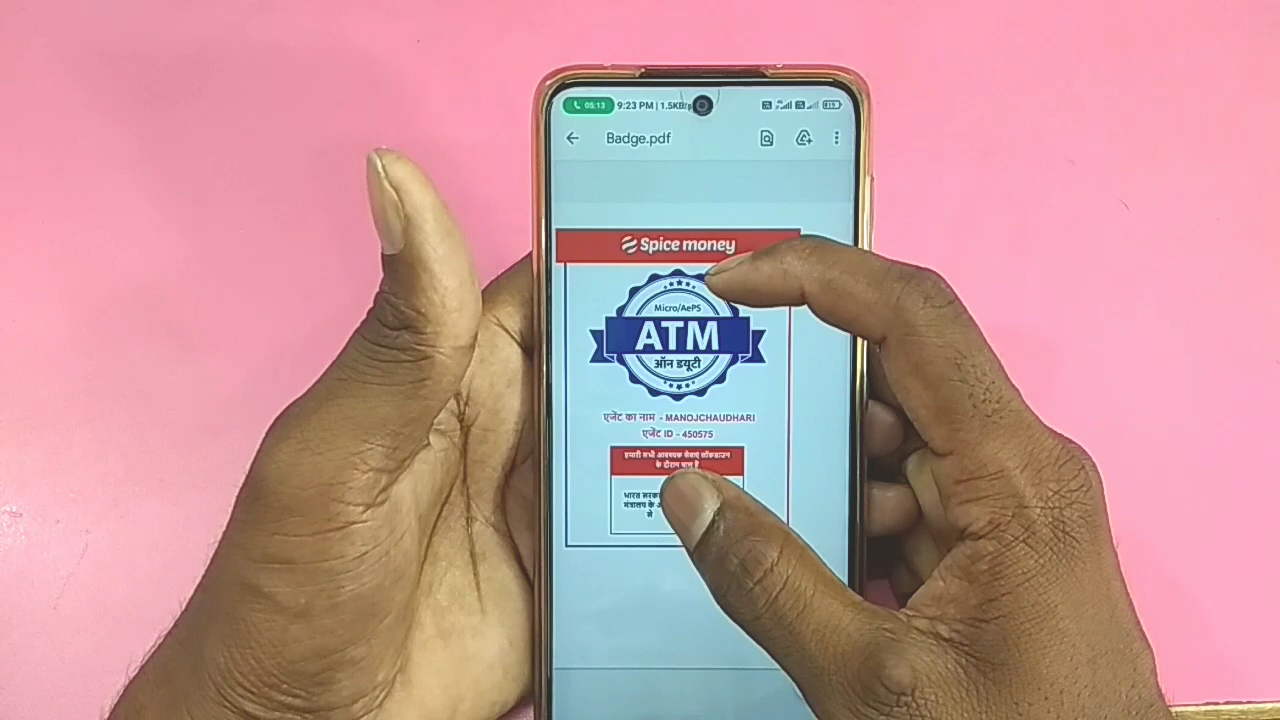 05:13 9:23 PM | 1.5KB/s
Badge.pdf
Spice money
Micro/AePS
ATM
ऑन डयूटी
एजेंट का नाम - MANOJCHAUDHARI
एजेंट ID - 450575
हमारी सभी आवश्यक सेवाएं लॉकडाउन
के दौरान चालू हैं
भारत
मंत्रालय के
से